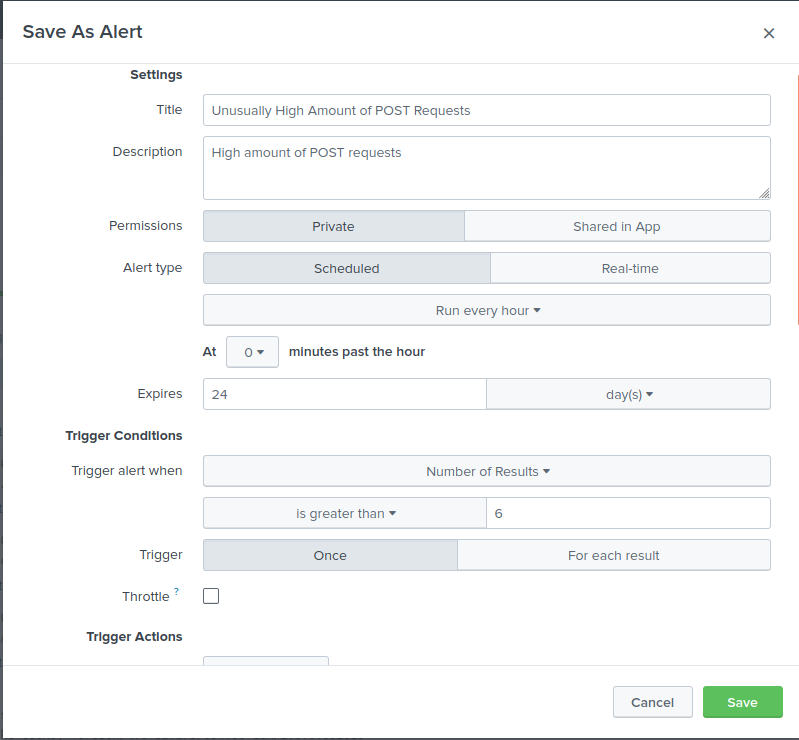 Save As Alert ×
Settings
Title Unusually High Amount of POST Requests
Description High amount of POST requests
Permissions Private Shared in App
Alert type Scheduled Real-time
Run every hour
At 0 minutes past the hour
Expires 24 day(s)
Trigger Conditions
Trigger alert when Number of Results
is greater than 6
Trigger Once For each result
Throttle ?
Trigger Actions
Cancel Save